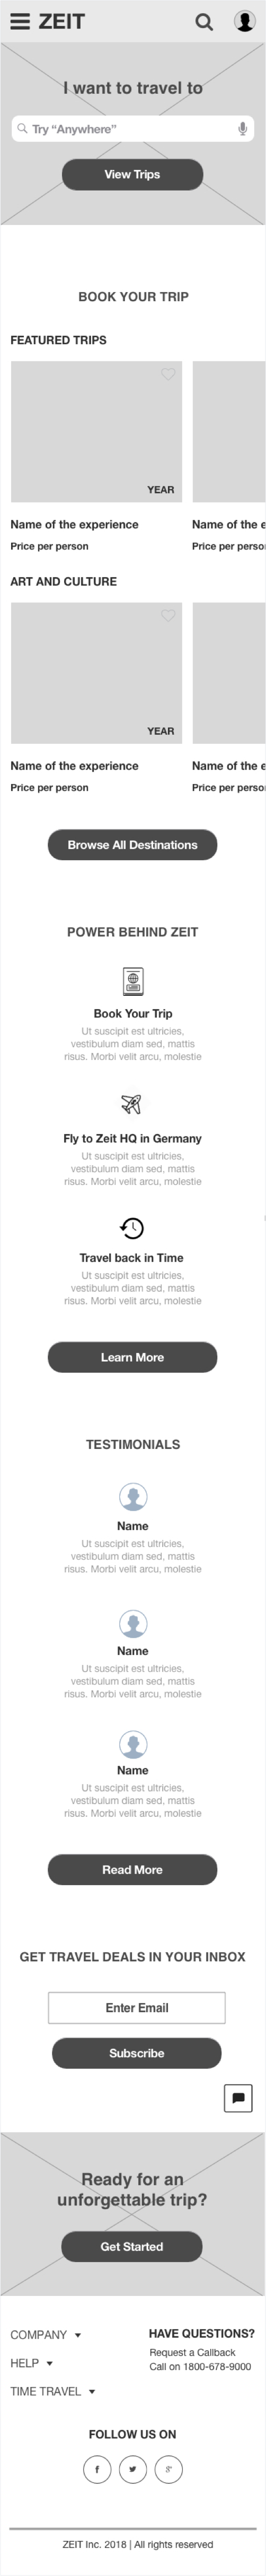 ZEIT
I want to travel to
Try “Anywhere”
View Trips
BOOK YOUR TRIP
FEATURED TRIPS
YEAR
Name of the experience
Name of the e
Price per person
Price per perso
ART AND CULTURE
YEAR
Name of the experience
Name of the e
Price per person
Price per perso
Browse All Destinations
POWER BEHIND ZEIT
Book Your Trip
Ut suscipit est ultricies,
vestibulum diam sed, mattis
risus. Morbi velit arcu, molestie
Fly to Zeit HQ in Germany
Ut suscipit est ultricies,
vestibulum diam sed, mattis
risus. Morbi velit arcu, molestie
Travel back in Time
Ut suscipit est ultricies,
vestibulum diam sed, mattis
risus. Morbi velit arcu, molestie
Learn More
TESTIMONIALS
Name
Ut suscipit est ultricies,
vestibulum diam sed, mattis
risus. Morbi velit arcu, molestie
Name
Ut suscipit est ultricies,
vestibulum diam sed, mattis
risus. Morbi velit arcu, molestie
Name
Ut suscipit est ultricies,
vestibulum diam sed, mattis
risus. Morbi velit arcu, molestie
Read More
GET TRAVEL DEALS IN YOUR INBOX
Enter Email
Subscribe
Ready for an
unforgettable trip?
Get Started
COMPANY
HELP
TIME TRAVEL
HAVE QUESTIONS?
Request a Callback
Call on 1800-678-9000
FOLLOW US ON
ZEIT Inc. 2018 | All rights reserved